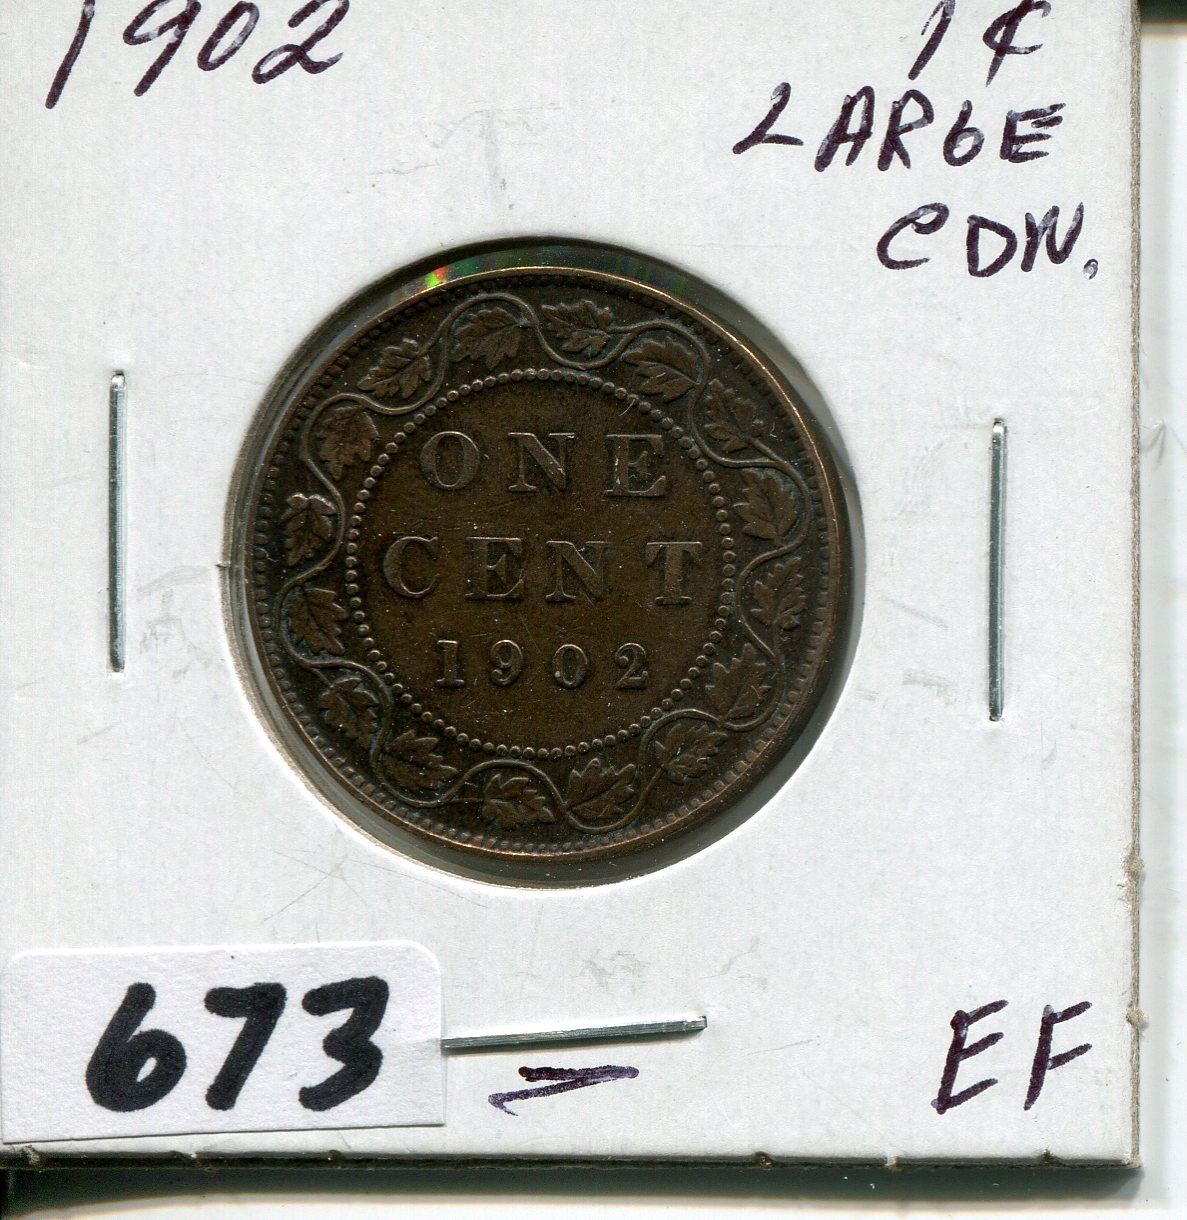 1902
1¢
LARGE
CDN.
ONE
CENT
1902
673
EF